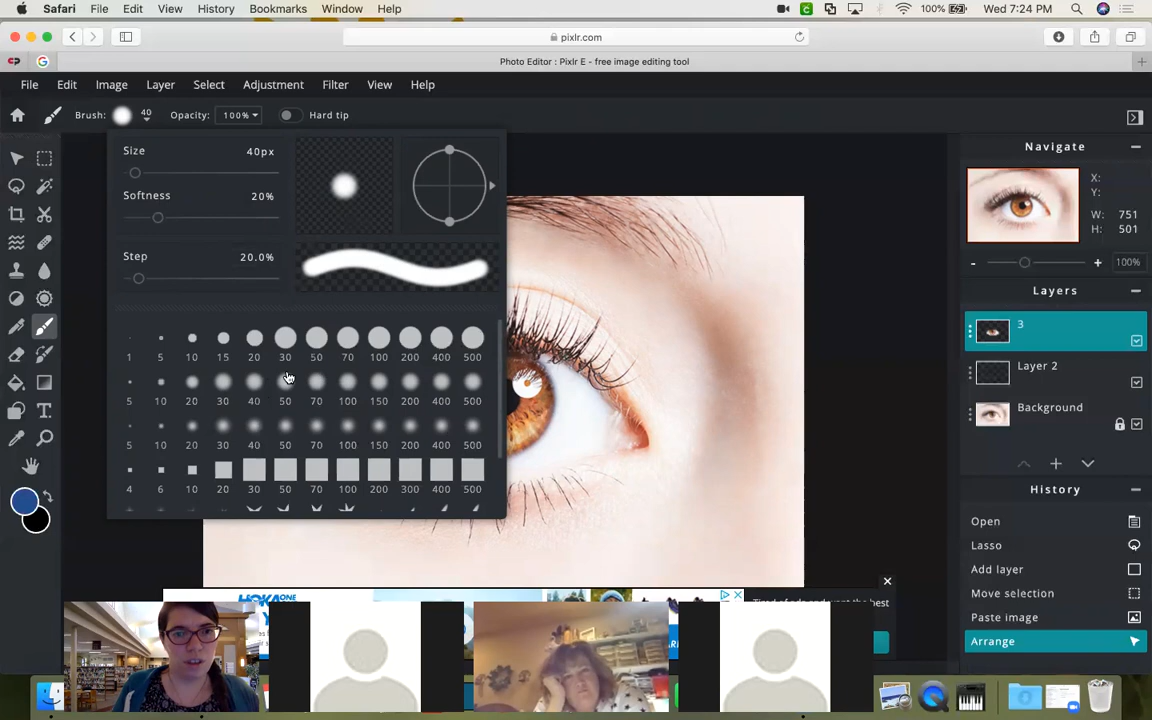 Safari File Edit View History Bookmarks Window Help 100% Wed 7:24 PM
pixlr.com
Photo Editor : Pixlr E - free image editing tool
File Edit Image Layer Select Adjustment Filter View Help
Brush: 40 Opacity: 100% Hard tip
Size 40px
Softness 20%
Step 20.0%
1 5 10 15 20 30 50 70 100 200 400 500
5 10 20 30 40 50 70 100 150 200 400 500
5 10 20 30 40 50 70 100 150 200 400 500
4 6 10 20 30 50 70 100 200 300 400 500
Navigate
X:
Y:
W: 751
H: 501
- + 100%
Layers
3
Layer 2
Background
History
Open
Lasso
Add layer
Move selection
Paste image
Arrange
HOKA ONE